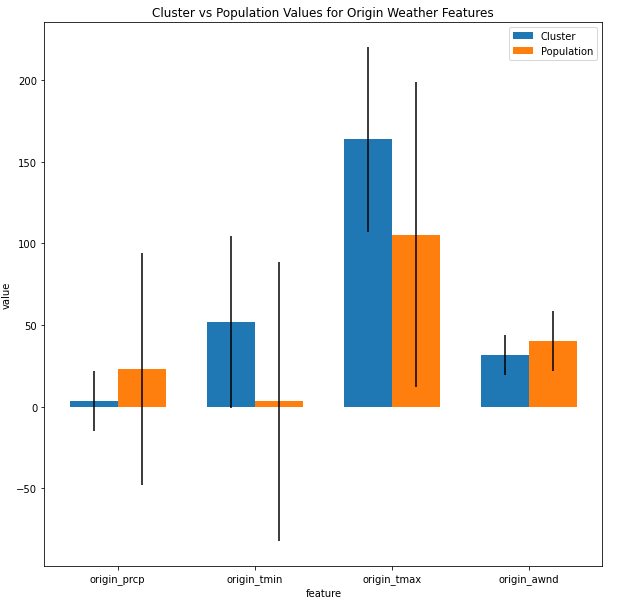 Cluster vs Population Values for Origin Weather Features
Cluster
Population
200
150
100
50
0
−50
value
origin_prcp
origin_tmin
origin_tmax
origin_awnd
feature